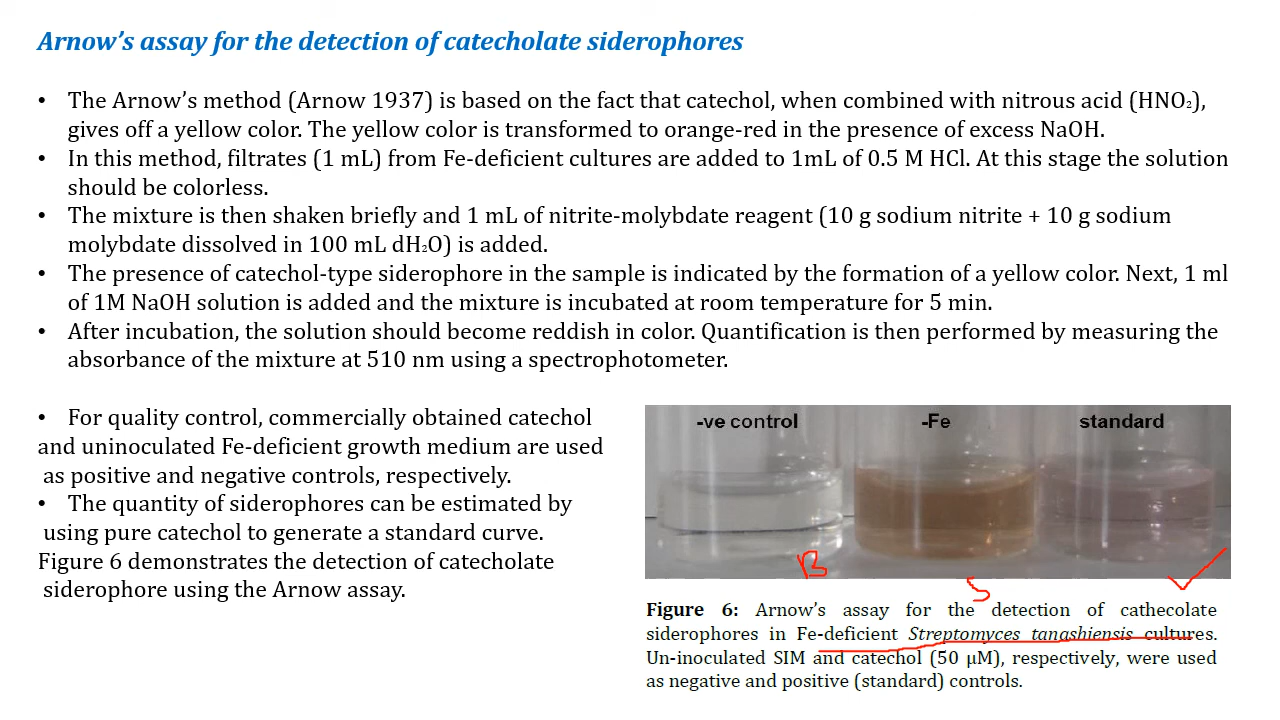 Arnow's assay for the detection of catecholate siderophores
• The Arnow's method (Arnow 1937) is based on the fact that catechol, when combined with nitrous acid (HNO₂),
gives off a yellow color. The yellow color is transformed to orange-red in the presence of excess NaOH.
• In this method, filtrates (1 mL) from Fe-deficient cultures are added to 1mL of 0.5 M HCl. At this stage the solution
should be colorless.
• The mixture is then shaken briefly and 1 mL of nitrite-molybdate reagent (10 g sodium nitrite + 10 g sodium
molybdate dissolved in 100 mL dH₂O) is added.
• The presence of catechol-type siderophore in the sample is indicated by the formation of a yellow color. Next, 1 ml
of 1M NaOH solution is added and the mixture is incubated at room temperature for 5 min.
• After incubation, the solution should become reddish in color. Quantification is then performed by measuring the
absorbance of the mixture at 510 nm using a spectrophotometer.
• For quality control, commercially obtained catechol
and uninoculated Fe-deficient growth medium are used
as positive and negative controls, respectively.
• The quantity of siderophores can be estimated by
using pure catechol to generate a standard curve.
Figure 6 demonstrates the detection of catecholate
siderophore using the Arnow assay.
-ve control -Fe standard
B
S
Figure 6: Arnow's assay for the detection of cathecolate
siderophores in Fe-deficient Streptomyces tanashiensis cultures.
Un-inoculated SIM and catechol (50 µM), respectively, were used
as negative and positive (standard) controls.